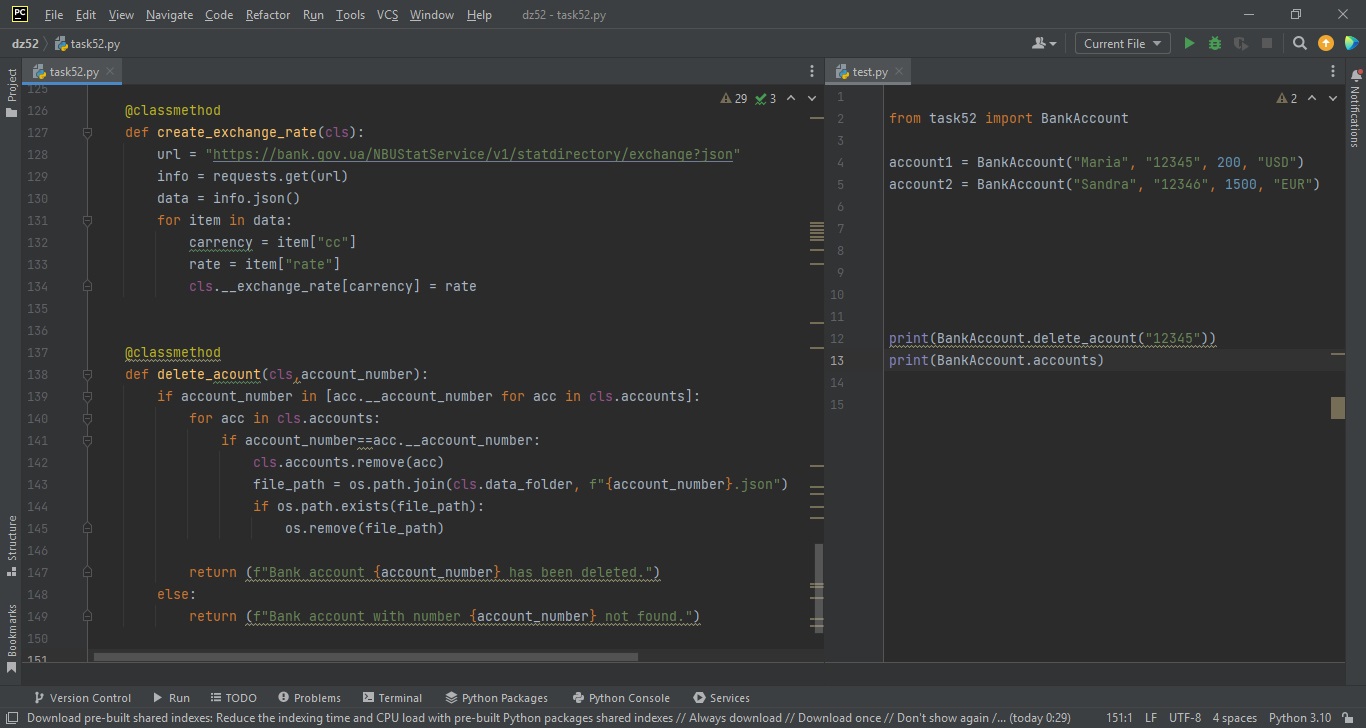 PC File Edit View Navigate Code Refactor Run Tools VCS Window Help dz52 - task52.py
dz52 task52.py Current File
Project
task52.py
test.py
Notifications
29 3
2
125
126 @classmethod
127 def create_exchange_rate(cls):
128 url = "https://bank.gov.ua/NBUStatService/v1/statdirectory/exchange?json"
129 info = requests.get(url)
130 data = info.json()
131 for item in data:
132 carrency = item["cc"]
133 rate = item["rate"]
134 cls.__exchange_rate[carrency] = rate
135
136
137 @classmethod
138 def delete_acount(cls,account_number):
139 if account_number in [acc.__account_number for acc in cls.accounts]:
140 for acc in cls.accounts:
141 if account_number==acc.__account_number:
142 cls.accounts.remove(acc)
143 file_path = os.path.join(cls.data_folder, f"{account_number}.json")
144 if os.path.exists(file_path):
145 os.remove(file_path)
146
147 return (f"Bank account {account_number} has been deleted.")
148 else:
149 return (f"Bank account with number {account_number} not found.")
150
151
1
2 from task52 import BankAccount
3
4 account1 = BankAccount("Maria", "12345", 200, "USD")
5 account2 = BankAccount("Sandra", "12346", 1500, "EUR")
6
7
8
9
10
11
12 print(BankAccount.delete_acount("12345"))
13 print(BankAccount.accounts)
14
15
Structure
Bookmarks
Version Control Run TODO Problems Terminal Python Packages Python Console Services
Download pre-built shared indexes: Reduce the indexing time and CPU load with pre-built Python packages shared indexes // Always download // Download once // Don't show again /... (today 0:29) 151:1 LF UTF-8 4 spaces Python 3.10